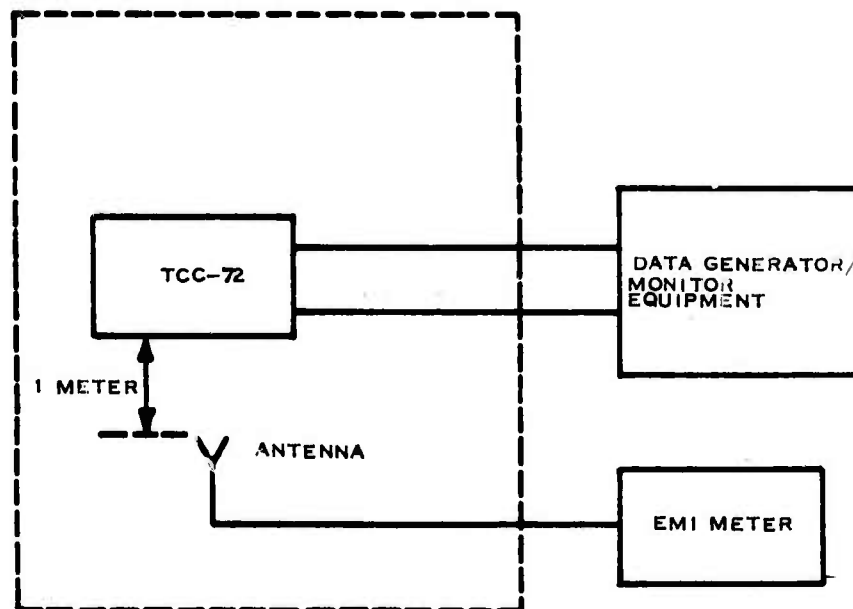 TCC-72
DATA GENERATOR/
MONITOR
EQUIPMENT
1 METER
ANTENNA
EMI METER